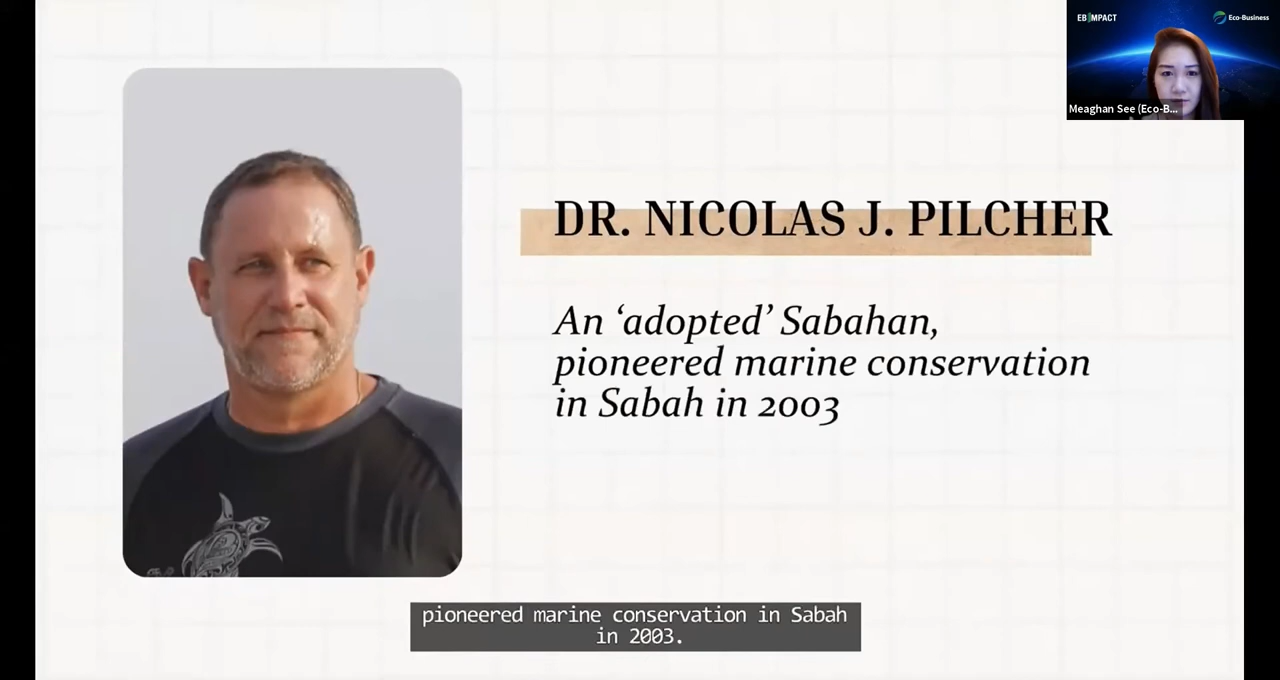 EB IMPACT
Eco-Business
Meaghan See (Eco-B...
DR. NICOLAS J. PILCHER
An ‘adopted’ Sabahan,
pioneered marine conservation
in Sabah in 2003
pioneered marine conservation in Sabah
in 2003.